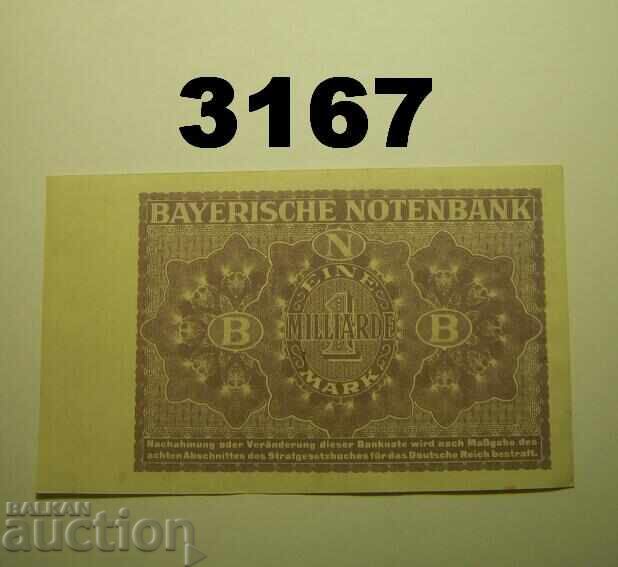 3167
BAYERISCHE NOTENBANK
N
EINE
B MILLIARDE B
1
MARK
Nachahmung oder Veränderung dieser Banknote wird nach Maßgabe des
achten Abschnittes des Strafgesetzbuches für das Deutsche Reich bestraft.
BALKAN
auction